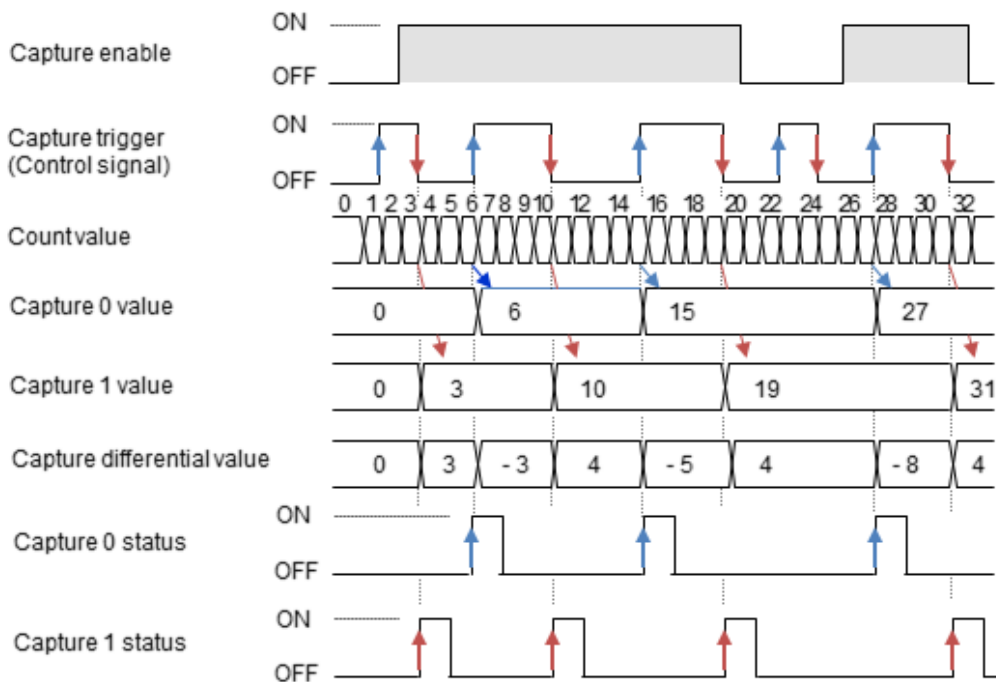 ON
Capture enable
OFF
Capture trigger
(Control signal)
ON
OFF
0 1 2 3 4 5 6 7 8 9 10 12 14 16 18 20 22 24 26 28 30 32
Count value
Capture 0 value 0 6 15 27
Capture 1 value 0 3 10 19 31
Capture differential value 0 3 - 3 4 - 5 4 - 8 4
ON
Capture 0 status
OFF
ON
Capture 1 status
OFF